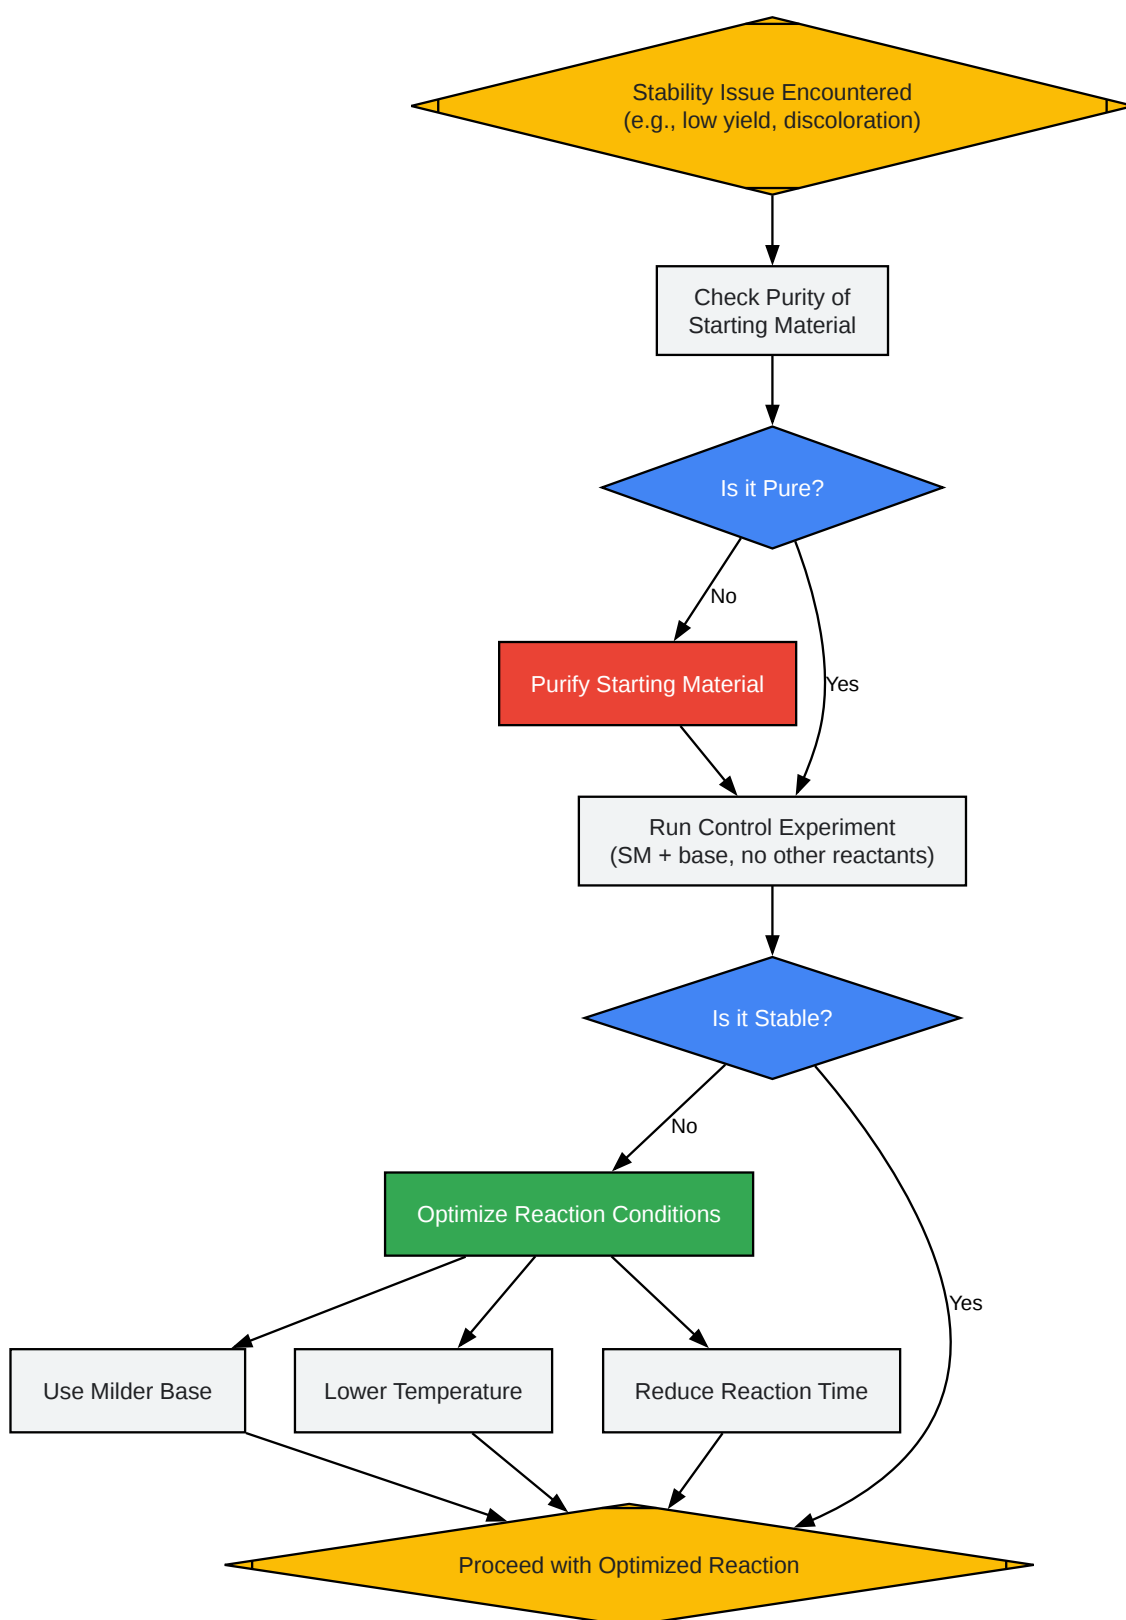 Stability Issue Encountered
(e.g., low yield, discoloration)
Check Purity of
Starting Material
Is it Pure?
No
Purify Starting Material
Yes
Run Control Experiment
(SM + base, no other reactants)
Is it Stable?
No
Optimize Reaction Conditions
Yes
Use Milder Base
Lower Temperature
Reduce Reaction Time
Proceed with Optimized Reaction